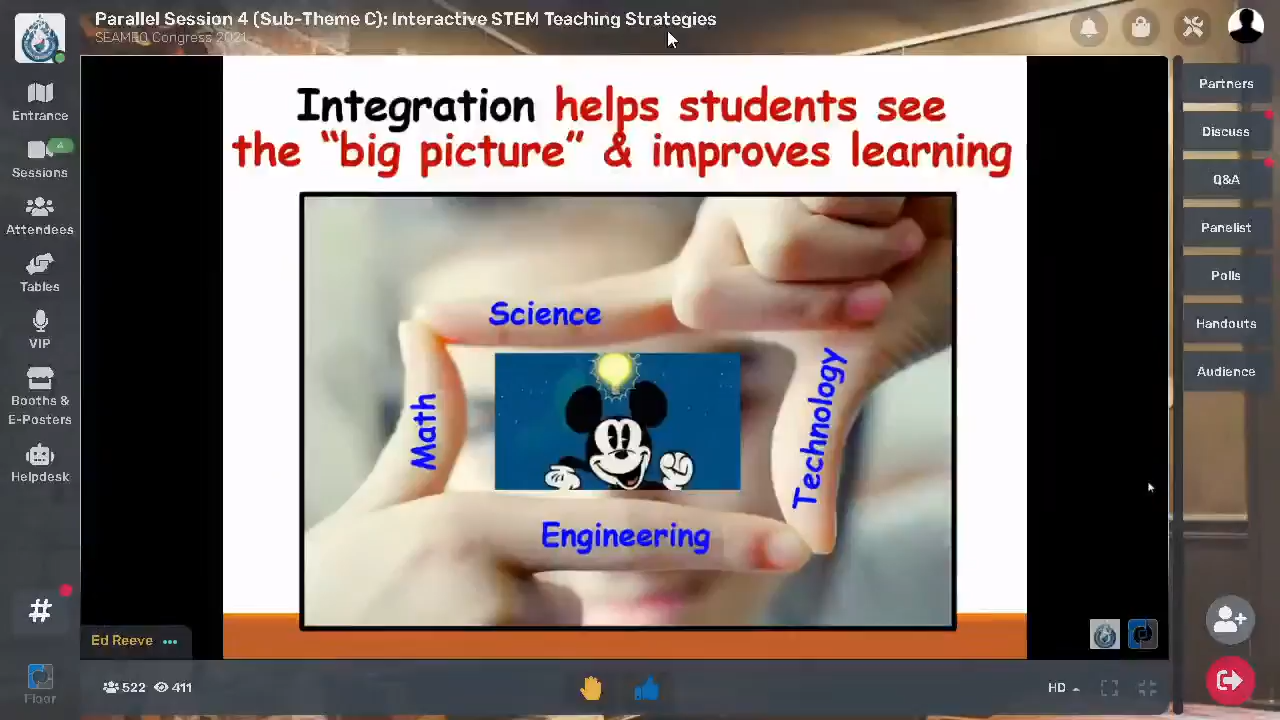 Parallel Session 4 (Sub-Theme C): Interactive STEM Teaching Strategies
SEAMEO Congress 2021
Entrance
4
Sessions
Attendees
Tables
VIP
Booths &
E-Posters
Helpdesk
#
Floor
Integration helps students see
the “big picture” & improves learning
Science
Math
Technology
Engineering
Ed Reeve
522 411
HD
Partners
Discuss
Q&A
Panelist
Polls
Handouts
Audience